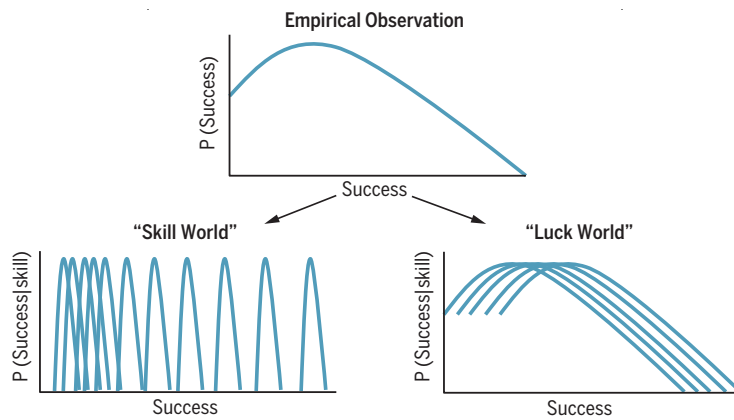 Empirical Observation
P (Success)
Success
“Skill World”
“Luck World”
P (Success|skill)
Success
P (Success|skill)
Success